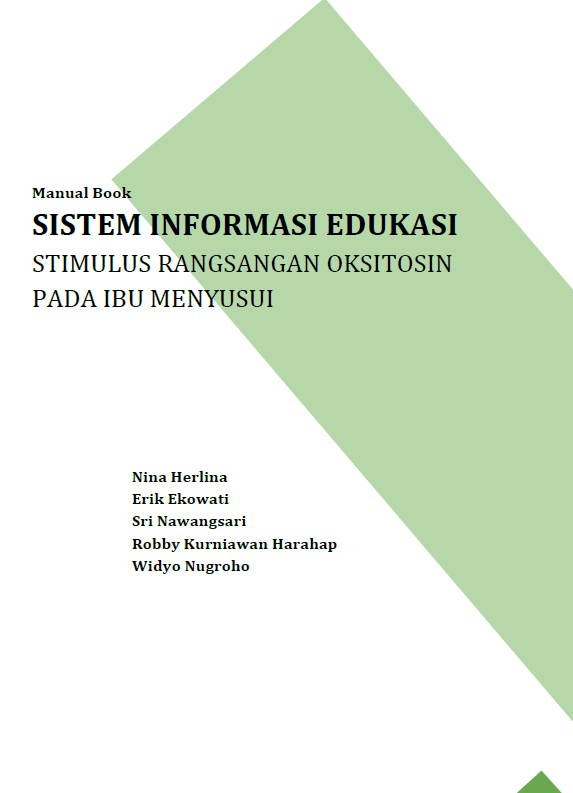 Manual Book
SISTEM INFORMASI EDUKASI
STIMULUS RANGSANGAN OKSITOSIN
PADA IBU MENYUSUI
Nina Herlina
Erik Ekowati
Sri Nawangsari
Robby Kurniawan Harahap
Widyo Nugroho